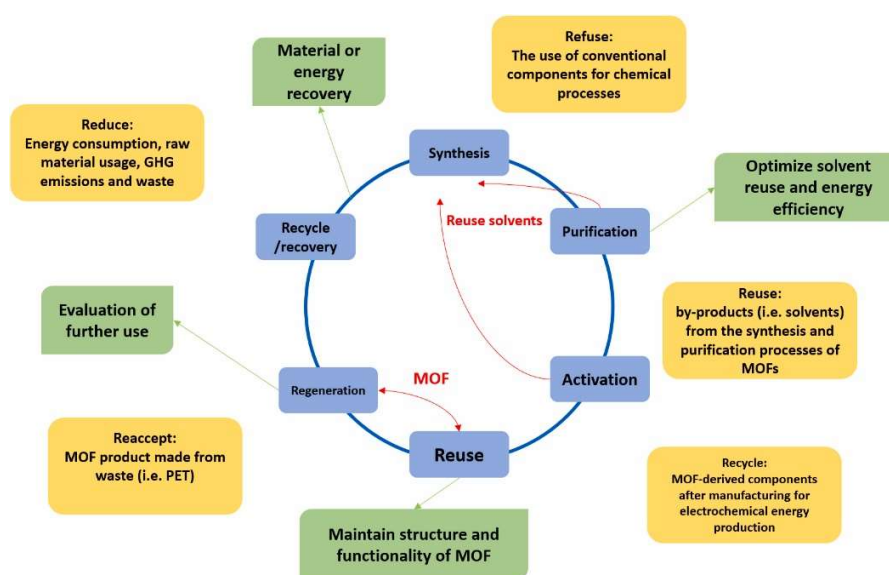 Refuse:
The use of conventional
components for chemical
processes
Material or
energy
recovery
Reduce:
Energy consumption, raw
material usage, GHG
emissions and waste
Synthesis
Optimize solvent
reuse and energy
efficiency
Reuse solvents
Purification
Recycle
/recovery
Evaluation of
further use
Reuse:
by-products (i.e. solvents)
from the synthesis and
purification processes of
MOFs
MOF
Activation
Regeneration
Reaccept:
MOF product made from
waste (i.e. PET)
Reuse
Recycle:
MOF-derived components
after manufacturing for
electrochemical energy
production
Maintain structure and
functionality of MOF